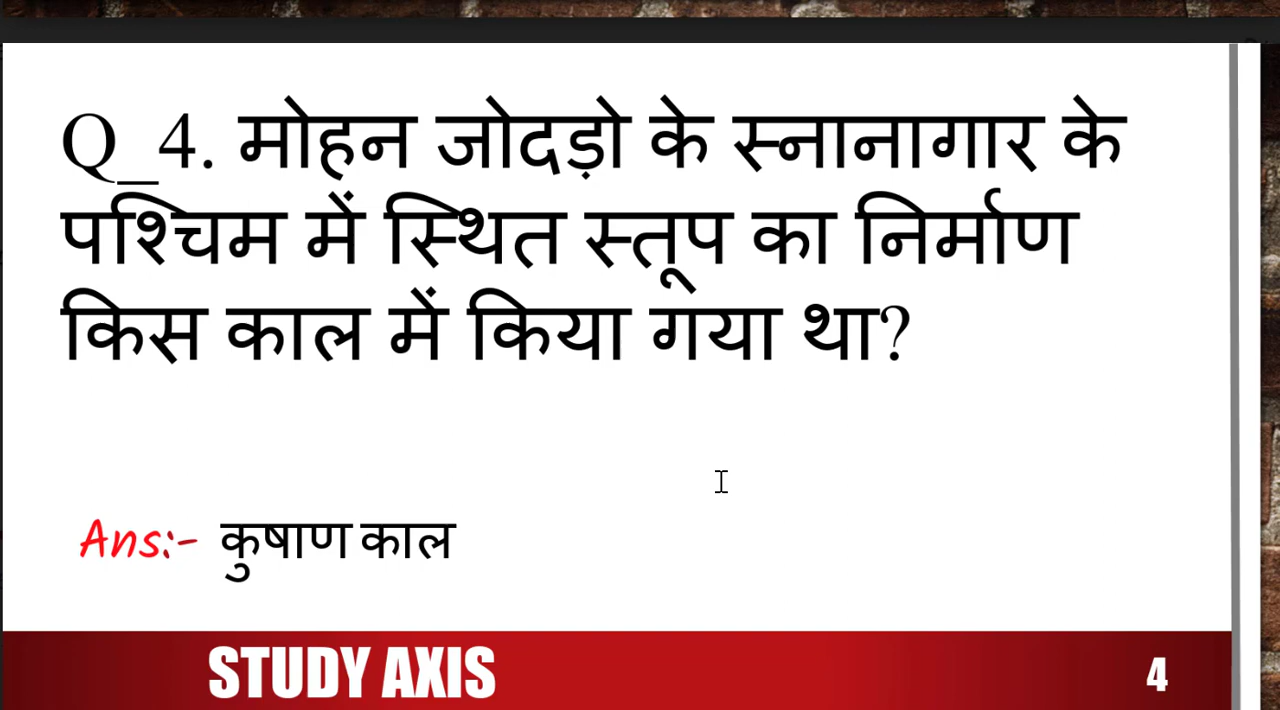 Q_4. मोहन जोदड़ो के स्नानागार के
पश्चिम में स्थित स्तूप का निर्माण
किस काल में किया गया था?
Ans:- कुषाण काल
STUDY AXIS
4